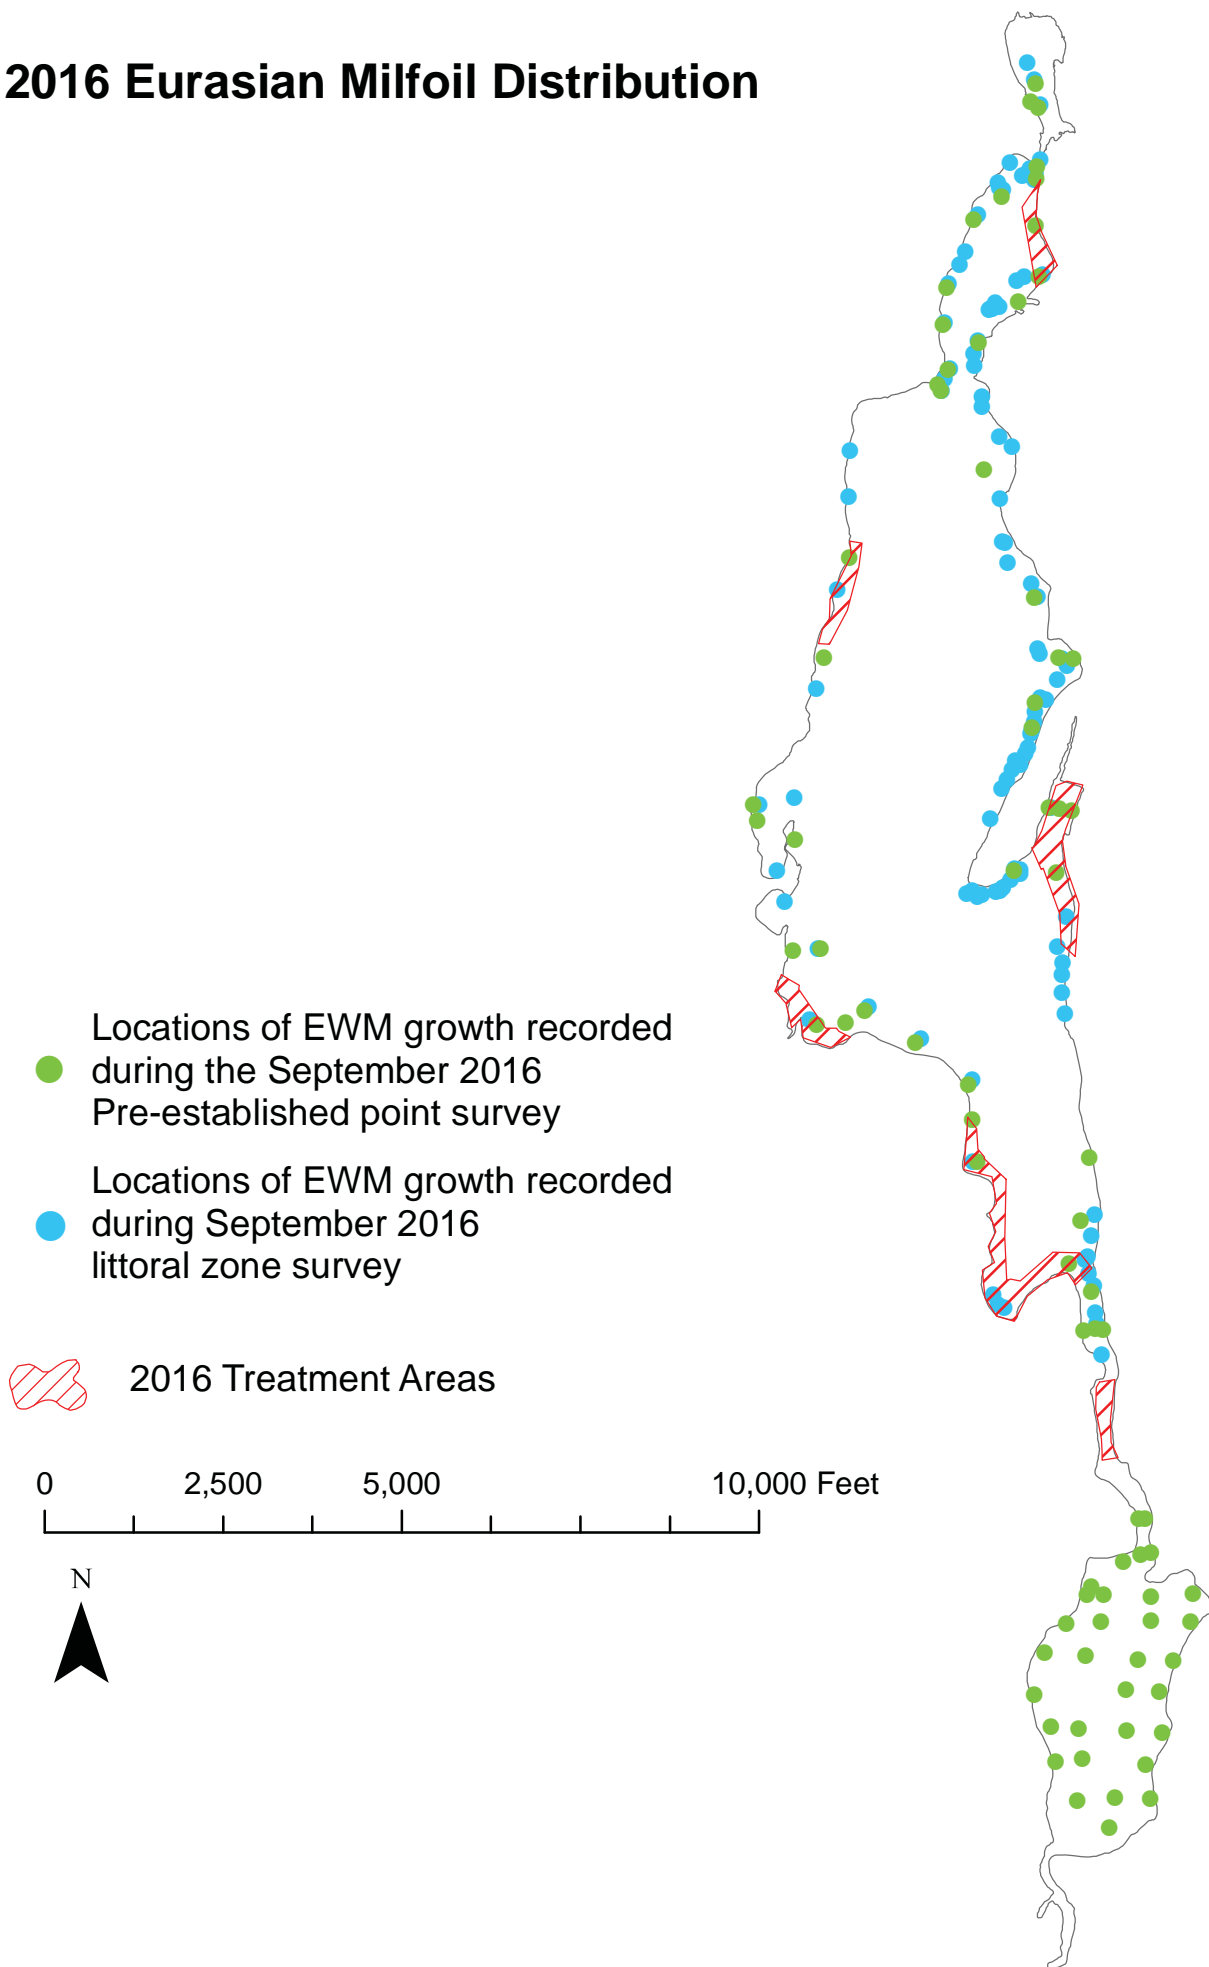 2016 Eurasian Milfoil Distribution
Locations of EWM growth recorded
during the September 2016
Pre-established point survey
Locations of EWM growth recorded
during September 2016
littoral zone survey
2016 Treatment Areas
0 2,500 5,000 10,000 Feet
N